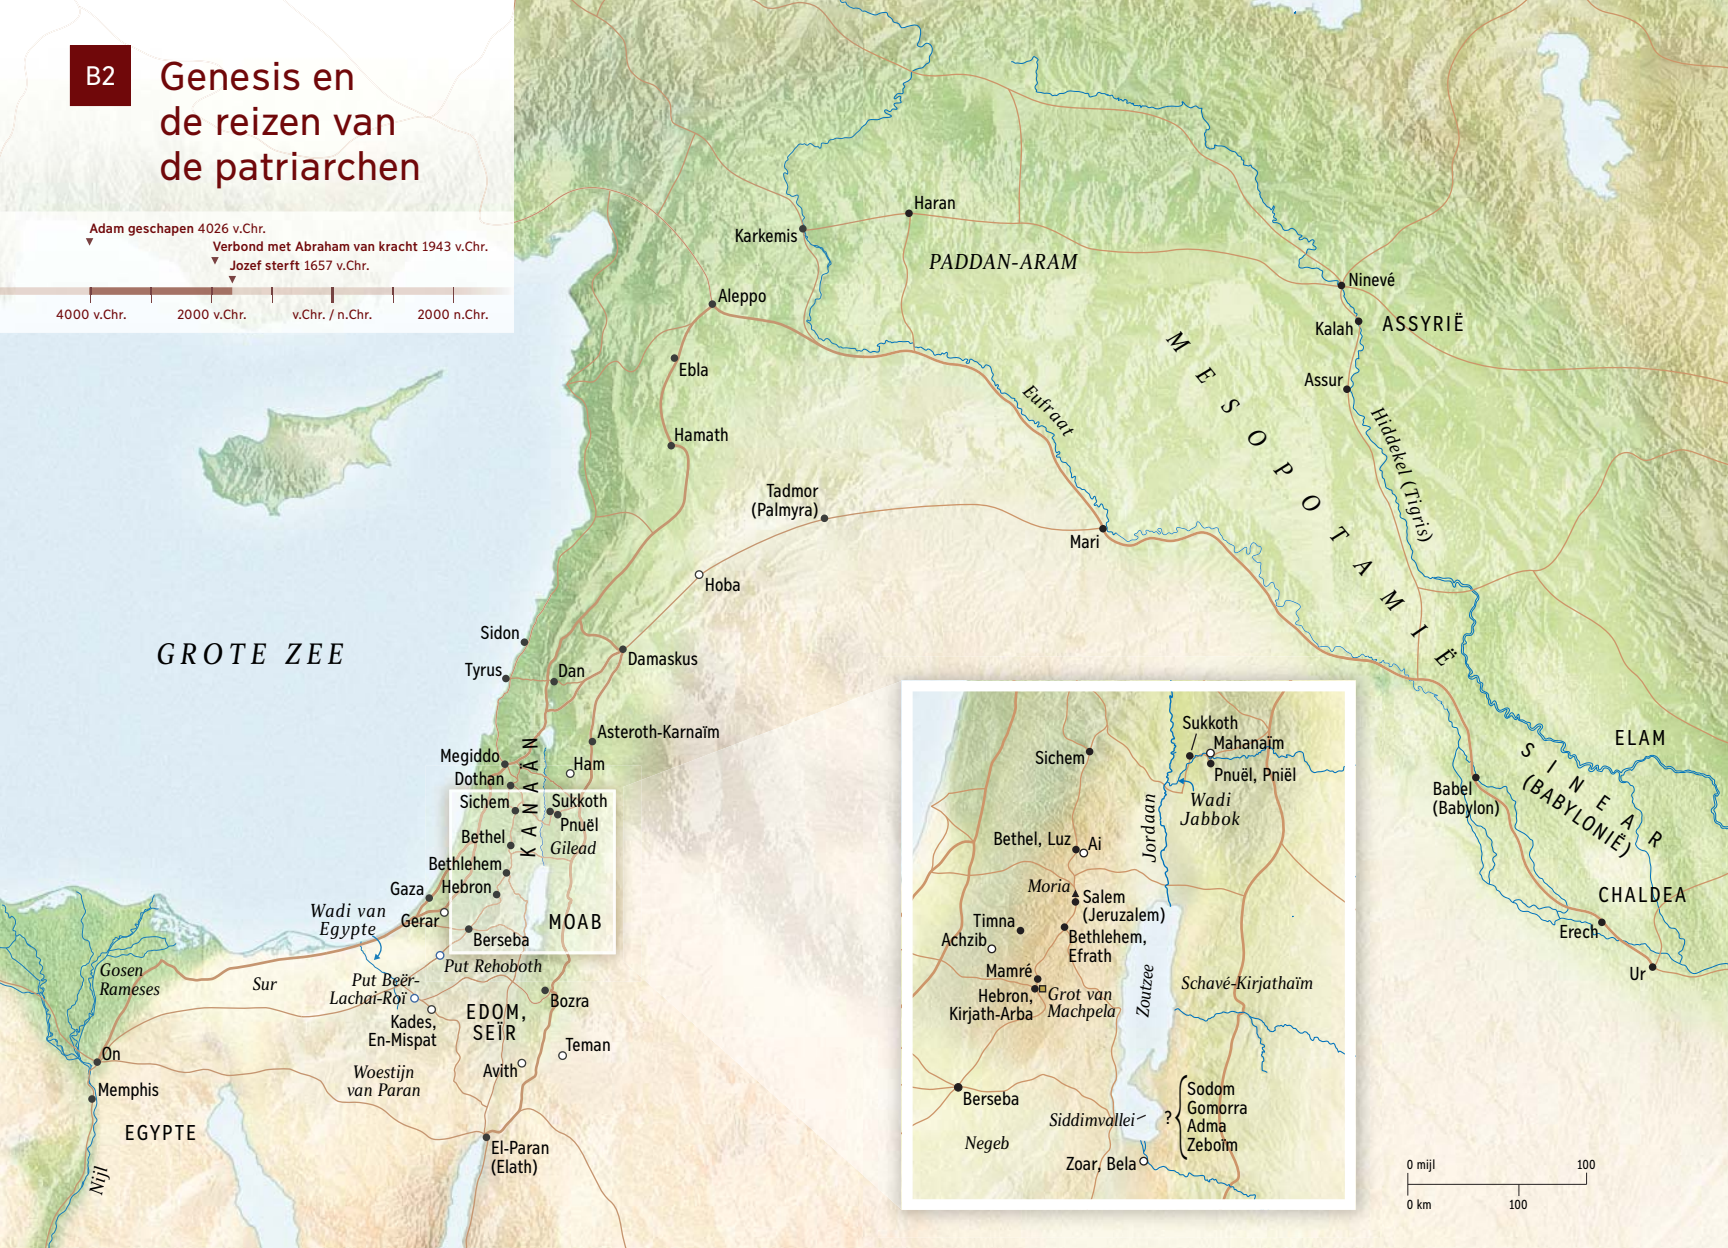 B2
Genesis en
de reizen van
de patriarchen
Adam geschapen 4026 v.Chr.
Verbond met Abraham van kracht 1943 v.Chr.
Jozef sterft 1657 v.Chr.
4000 v.Chr.
2000 v.Chr.
v.Chr. / n.Chr.
2000 n.Chr.
Haran
Karkemis
PADDAN-ARAM
Ninevé
Aleppo
Kalah
ASSYRIË
MESOPOTAMIË
Ebla
Assur
Eufraat
Hiddekel (Tigris)
Hamath
Tadmor
(Palmyra)
Mari
Hoba
GROTE ZEE
Sidon
Damaskus
Tyrus
Dan
Asteroth-Karnaïm
KANAÄN
Megiddo
Ham
Dothan
Sichem
Sukkoth
Pnuël
Bethel
Gilead
Bethlehem
Gaza
Hebron
Gerar
MOAB
Wadi van
Egypte
Berseba
Put Rehoboth
Gosen
Rameses
Sur
Put Beër-
Lachai-Roï
Bozra
Kades,
En-Mispat
EDOM,
SEÏR
Teman
On
Avith
Woestijn
van Paran
Memphis
EGYPTE
El-Paran
(Elath)
Nijl
ELAM
SINEAR
(BABYLONIË)
Babel
(Babylon)
CHALDEA
Erech
Ur
Sukkoth
Mahanaïm
Sichem
Pnuël, Pniël
Wadi
Jabbok
Jordaan
Bethel, Luz
Ai
Moria
Salem
(Jeruzalem)
Timna
Achzib
Bethlehem,
Efrath
Mamré
Hebron,
Kirjath-Arba
Grot van
Machpela
Zoutzee
Schavé-Kirjathaïm
Berseba
Siddimvallei
?
Sodom
Gomorra
Adma
Zeboïm
Negeb
Zoar, Bela
0 mijl
100
0 km
100